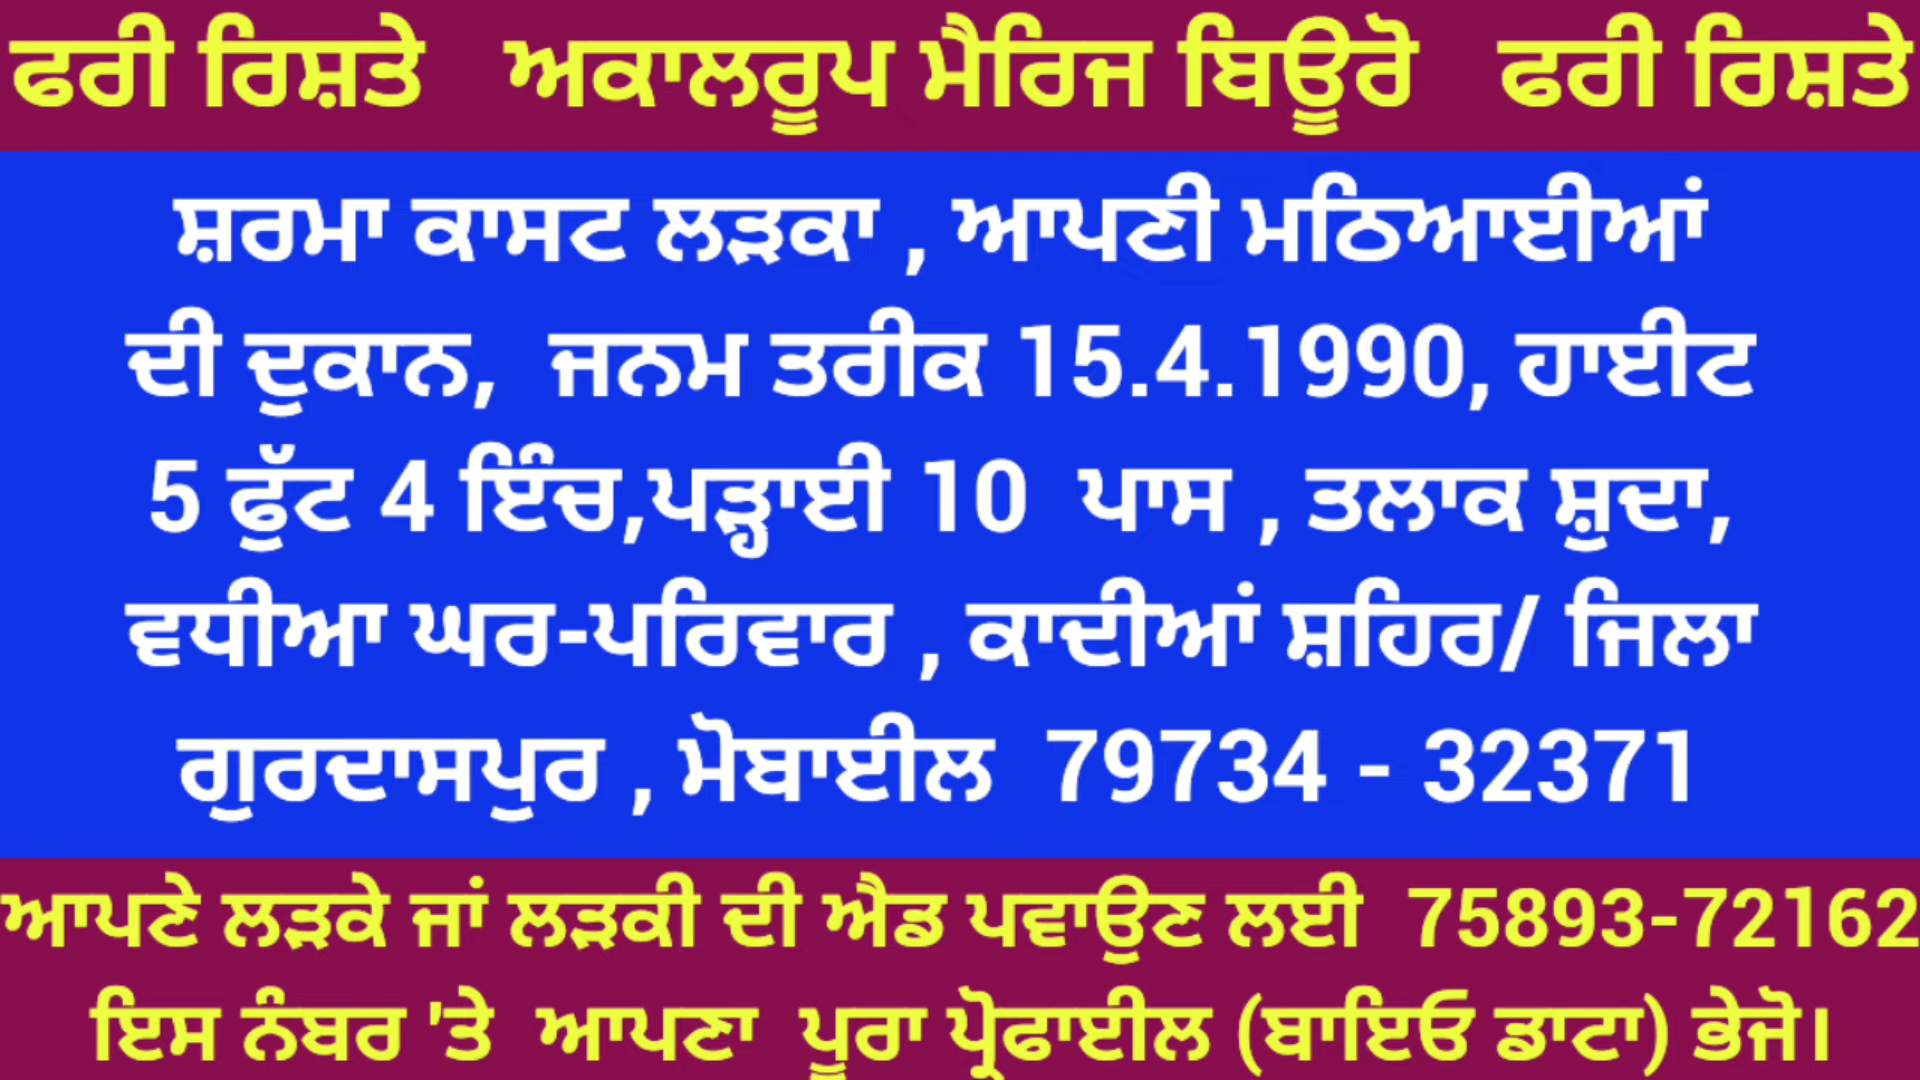 ਫਰੀ ਰਿਸ਼ਤੇ ਅਕਾਲਰੂਪ ਮੈਰਿਜ ਬਿਊਰੋ ਫਰੀ ਰਿਸ਼ਤੇ
ਸ਼ਰਮਾ ਕਾਸਟ ਲੜਕਾ , ਆਪਣੀ ਮਠਿਆਈਆਂ
ਦੀ ਦੁਕਾਨ, ਜਨਮ ਤਰੀਕ 15.4.1990, ਹਾਈਟ
5 ਫੁੱਟ 4 ਇੰਚ,ਪੜ੍ਹਾਈ 10 ਪਾਸ , ਤਲਾਕ ਸ਼ੁਦਾ,
ਵਧੀਆ ਘਰ-ਪਰਿਵਾਰ , ਕਾਦੀਆਂ ਸ਼ਹਿਰ/ ਜਿਲਾ
ਗੁਰਦਾਸਪੁਰ , ਮੋਬਾਈਲ 79734 - 32371
ਆਪਣੇ ਲੜਕੇ ਜਾਂ ਲੜਕੀ ਦੀ ਐਡ ਪਵਾਉਣ ਲਈ 75893-72162
ਇਸ ਨੰਬਰ 'ਤੇ ਆਪਣਾ ਪੂਰਾ ਪ੍ਰੋਫਾਈਲ (ਬਾਇਓ ਡਾਟਾ) ਭੇਜੋ।